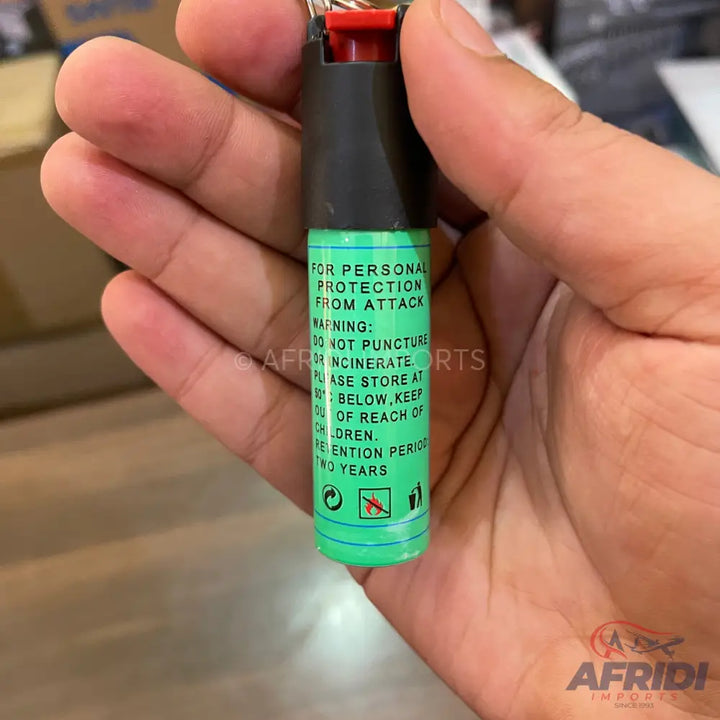 FOR PERSONAL
PROTECTION
FROM ATTACK
WARNING:
DO NOT PUNCTURE
OR INCINERATE.
PLEASE STORE AT
60°C BELOW,KEEP
OUT OF REACH OF
CHILDREN.
RETENTION PERIOD:
TWO YEARS
© AFRIDI IMPORTS
AFRIDI
IMPORTS
SINCE 1993